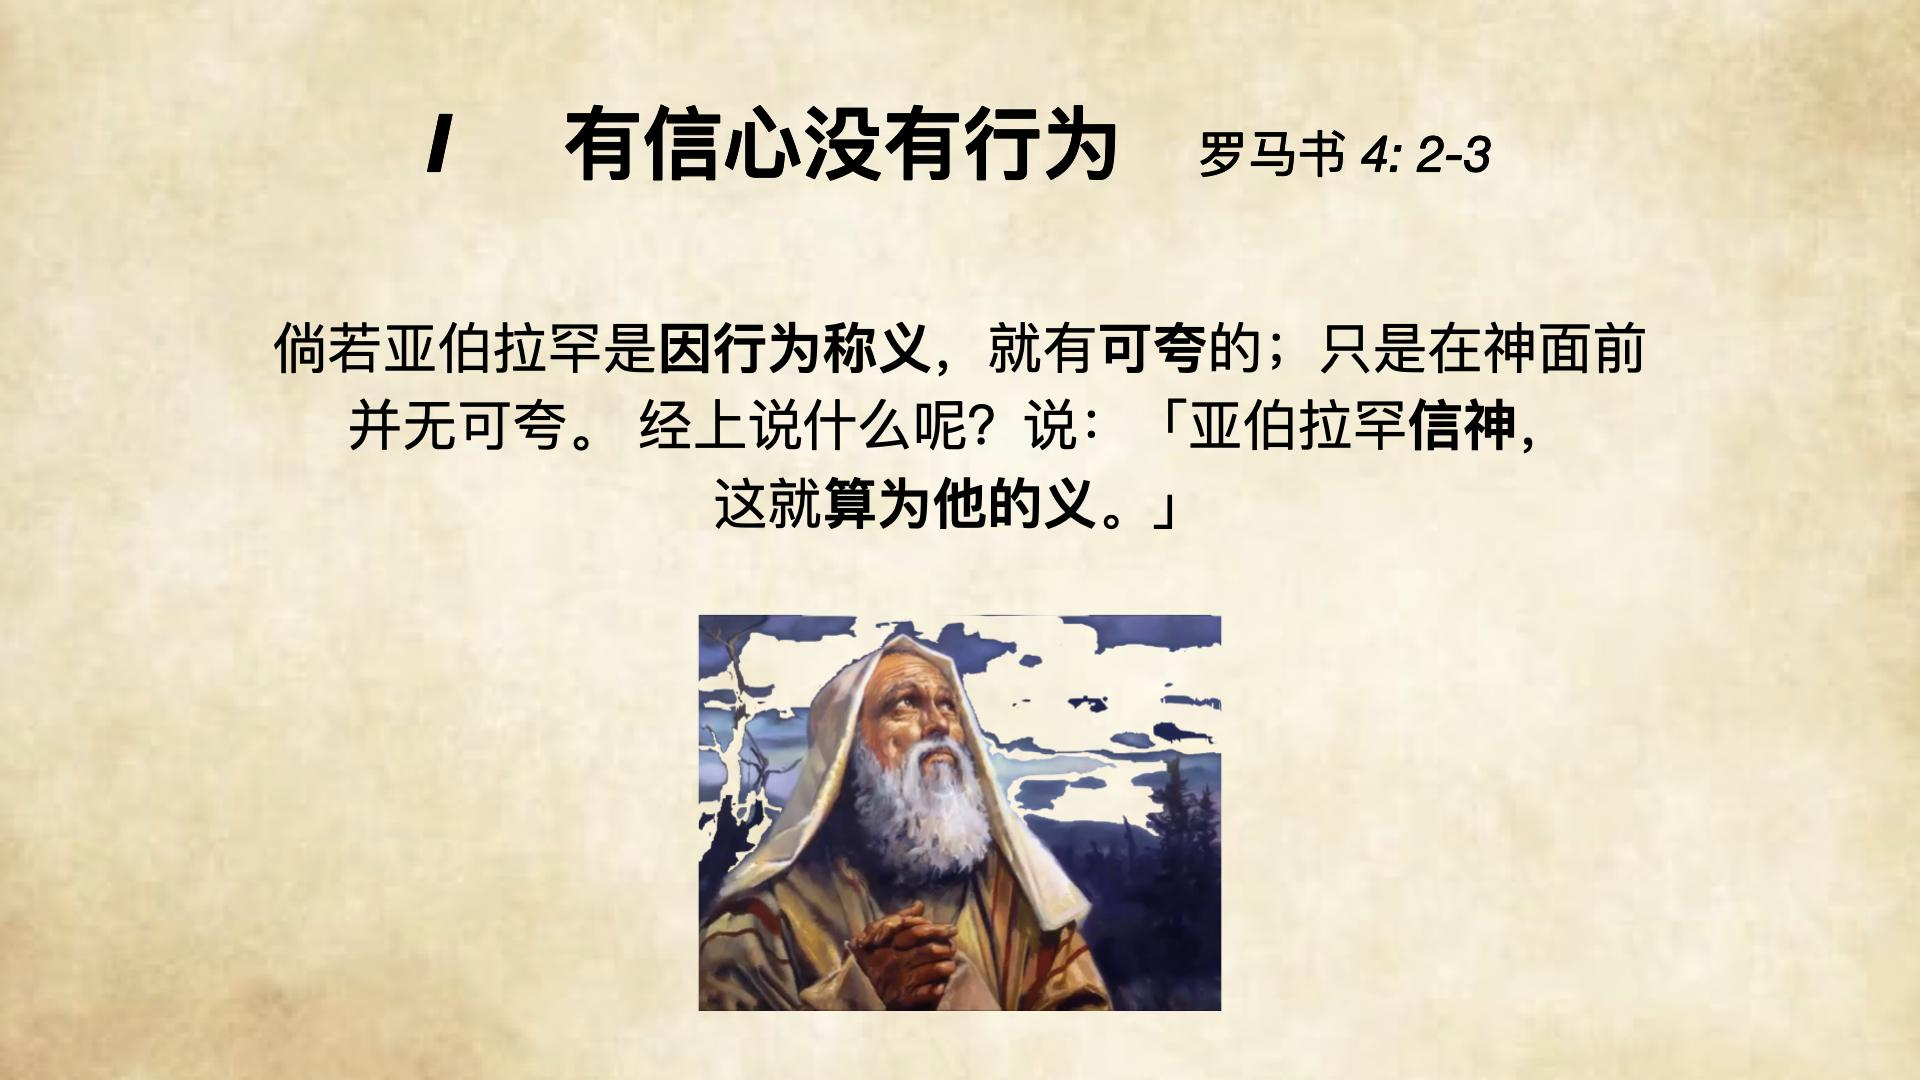 I 有信心没有行为 罗马书 4: 2-3
倘若亚伯拉罕是因行为称义，就有可夸的；只是在神面前
并无可夸。 经上说什么呢？说：「亚伯拉罕信神，
这就算为他的义。」